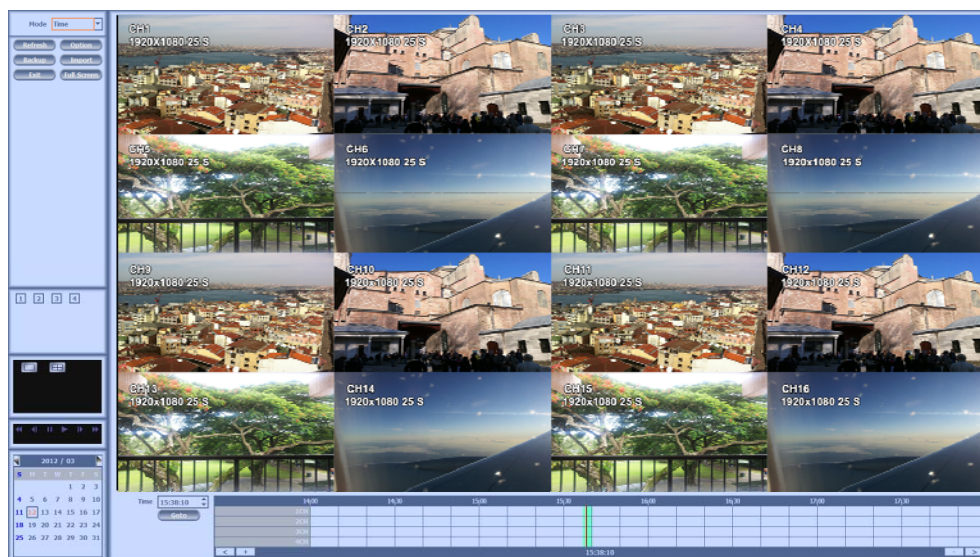 Mode Time
Refresh Option
Backup Import
Exit Full Screen
1 2 3 4
2012 / 03
S M T W T F S
1 2 3
4 5 6 7 8 9 10
11 12 13 14 15 16 17
18 19 20 21 22 23 24
25 26 27 28 29 30 31
CH1
1920X1080 25 S
CH2
1920X1080 25 S
CH3
1920X1080 25 S
CH4
1920X1080 25 S
CH5
1920X1080 25 S
CH6
1920X1080 25 S
CH7
1920x1080 25 S
CH8
1920x1080 25 S
CH9
1920x1080 25 S
CH10
1920x1080 25 S
CH11
1920x1080 25 S
CH12
1920x1080 25 S
CH13
1920x1080 25 S
CH14
1920x1080 25 S
CH15
1920x1080 25 S
CH16
1920x1080 25 S
Time 15:38:10
Goto
14:00 14:30 15:00 15:30 16:00 16:30 17:00 17:30
1CH
2CH
3CH
4CH
< + 15:38:10 - >